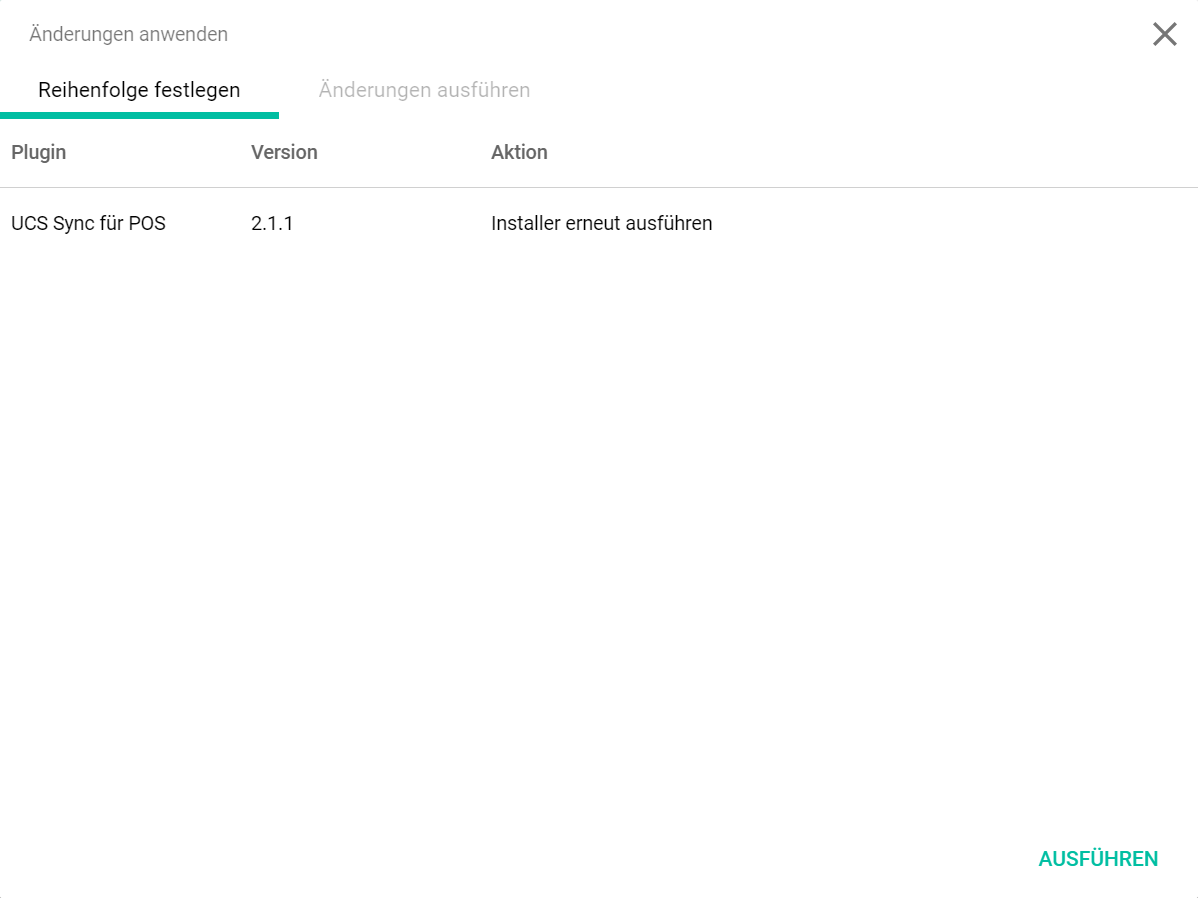 Änderungen anwenden
Reihenfolge festlegen Änderungen ausführen
Plugin Version Aktion
UCS Sync für POS 2.1.1 Installer erneut ausführen
AUSFÜHREN